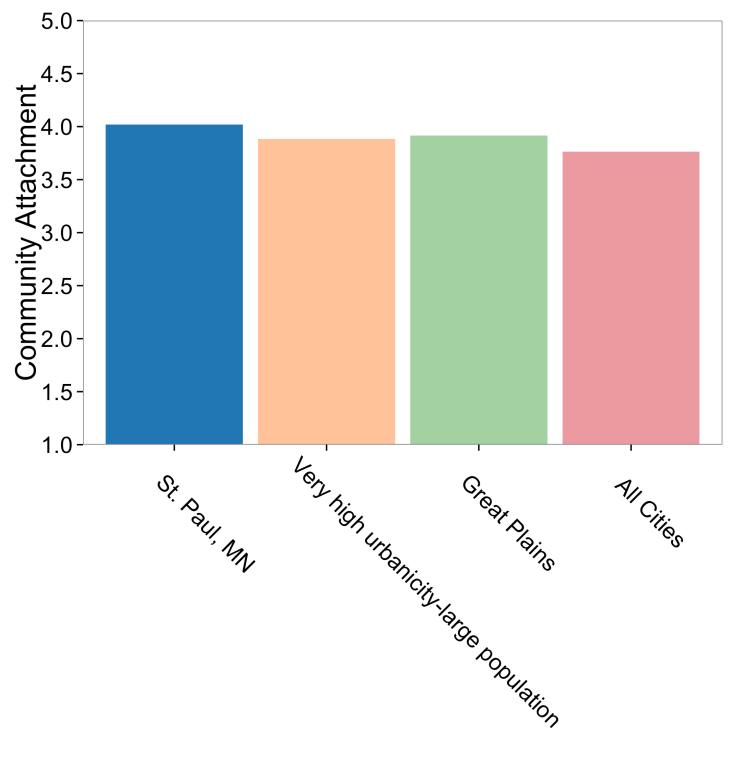 Community Attachment
5.0
4.5
4.0
3.5
3.0
2.5
2.0
1.5
1.0
St. Paul, MN
Very high urbanicity-large population
Great Plains
All Cities